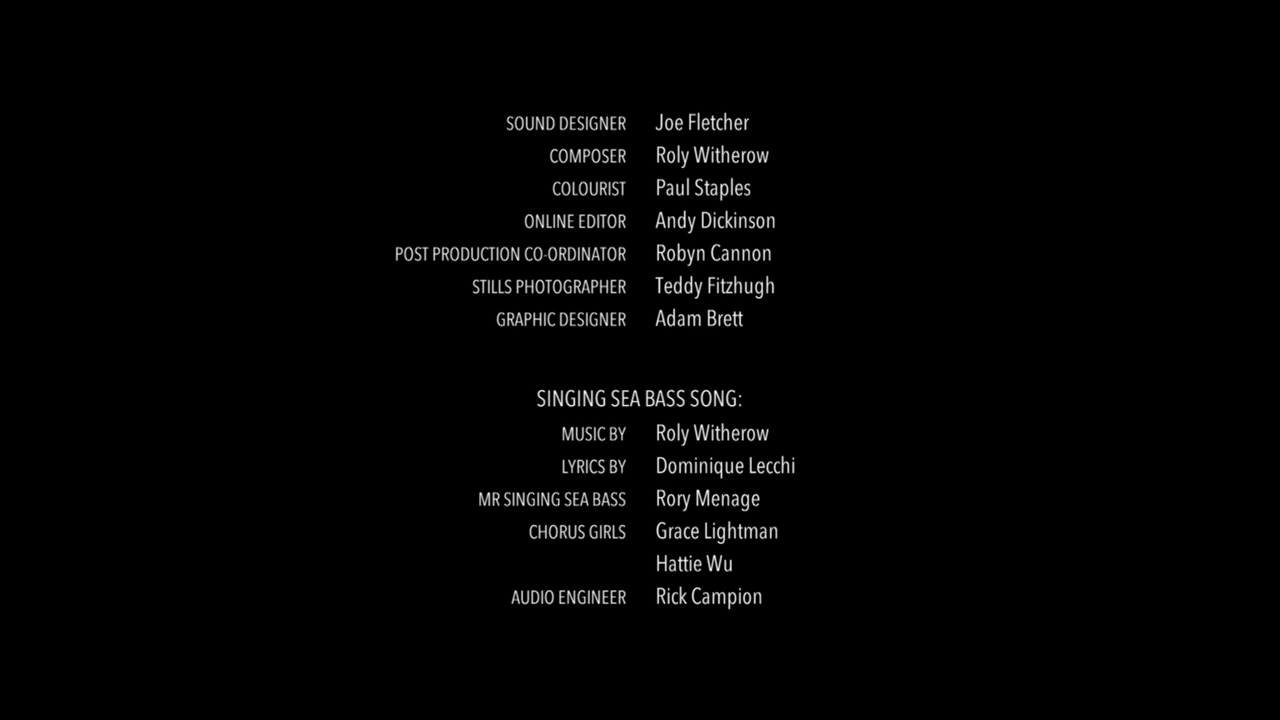 SOUND DESIGNER Joe Fletcher
COMPOSER Roly Witherow
COLOURIST Paul Staples
ONLINE EDITOR Andy Dickinson
POST PRODUCTION CO-ORDINATOR Robyn Cannon
STILLS PHOTOGRAPHER Teddy Fitzhugh
GRAPHIC DESIGNER Adam Brett
SINGING SEA BASS SONG:
MUSIC BY Roly Witherow
LYRICS BY Dominique Lecchi
MR SINGING SEA BASS Rory Menage
CHORUS GIRLS Grace Lightman
Hattie Wu
AUDIO ENGINEER Rick Campion